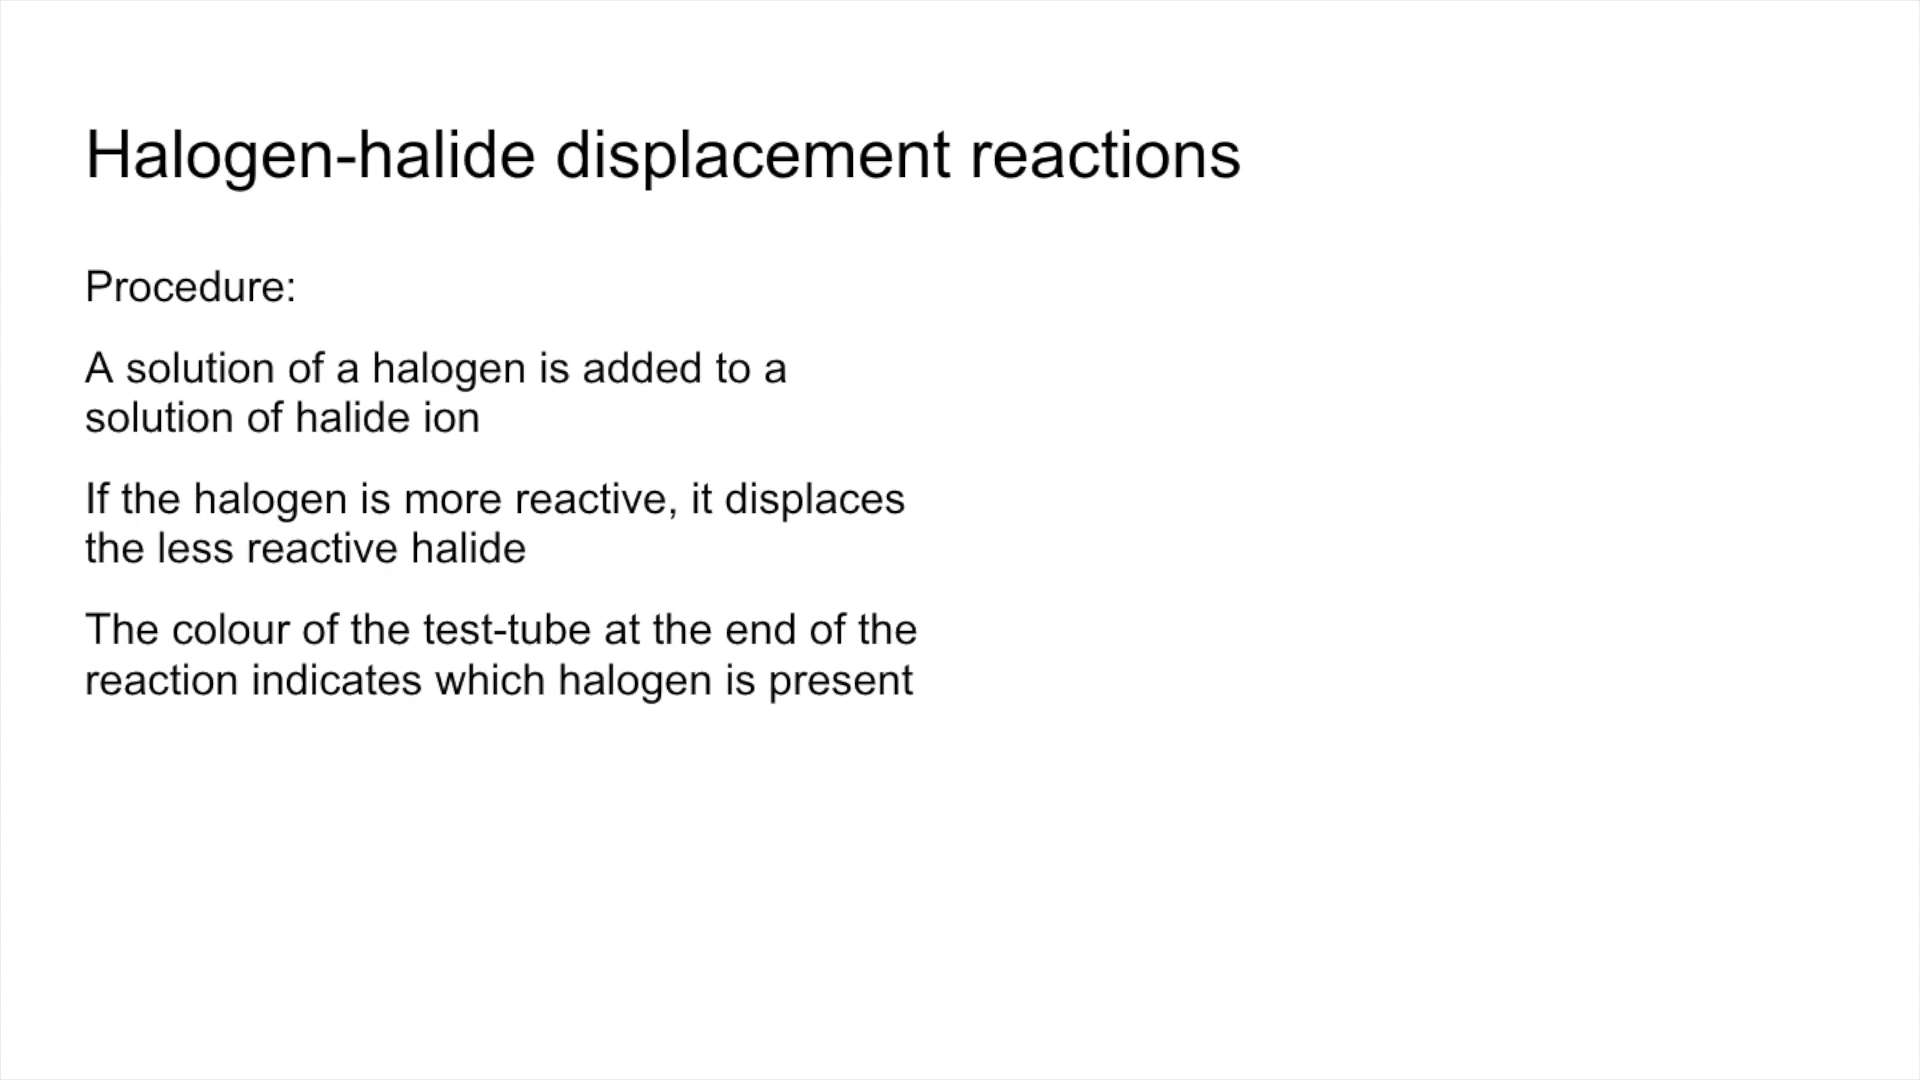 Halogen-halide displacement reactions
Procedure:
A solution of a halogen is added to a
solution of halide ion
If the halogen is more reactive, it displaces
the less reactive halide
The colour of the test-tube at the end of the
reaction indicates which halogen is present